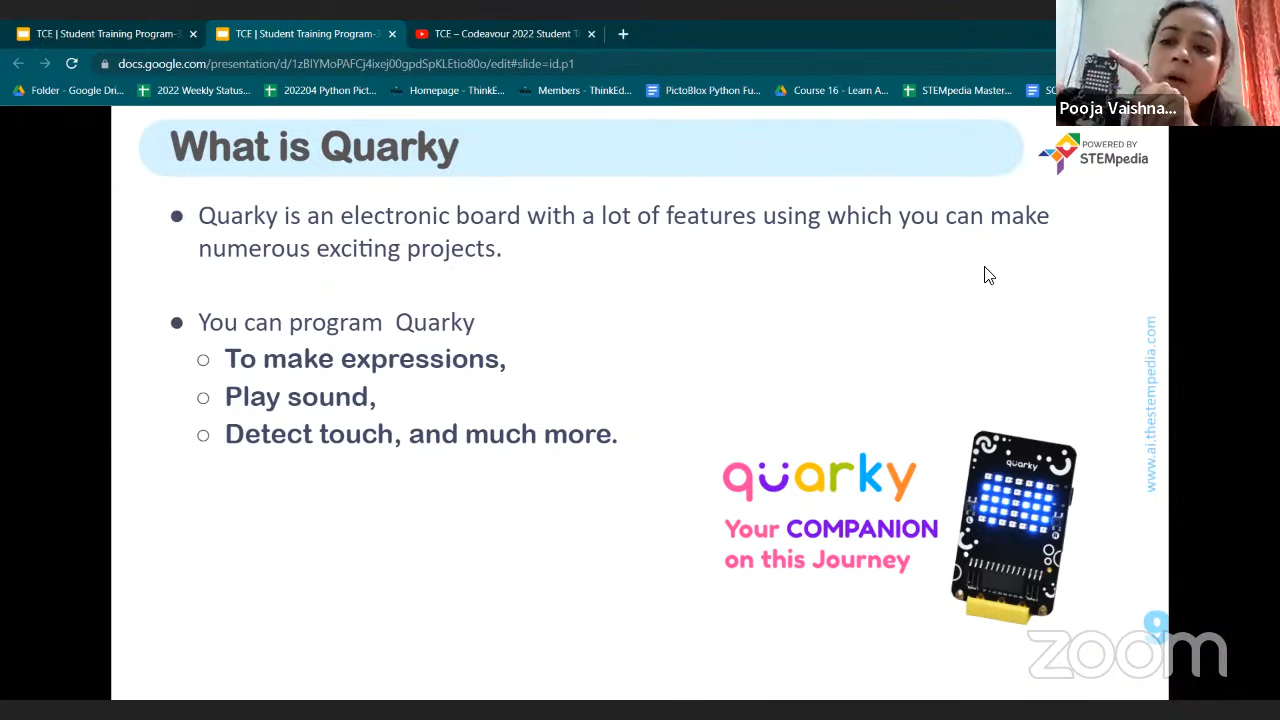 TCE | Student Training Program-
TCE | Student Training Program-
TCE – Codeavour 2022 Student T
docs.google.com/presentation/d/1zBlYMoPAFCj4ixej00gpdSpKLEtio80o/edit#slide=id.p1
Folder - Google Dri...
2022 Weekly Status...
202204 Python Pict...
Homepage - ThinkE...
Members - ThinkEd...
PictoBlox Python Fu...
Course 16 - Learn A...
STEMpedia Master...
Pooja Vaishna...
What is Quarky
POWERED BY
STEMpedia
● Quarky is an electronic board with a lot of features using which you can make
numerous exciting projects.
● You can program Quarky
○ To make expressions,
○ Play sound,
○ Detect touch, and much more.
www.ai.thestempedia.com
quarky
Your COMPANION
on this Journey
quarky
9
zoom